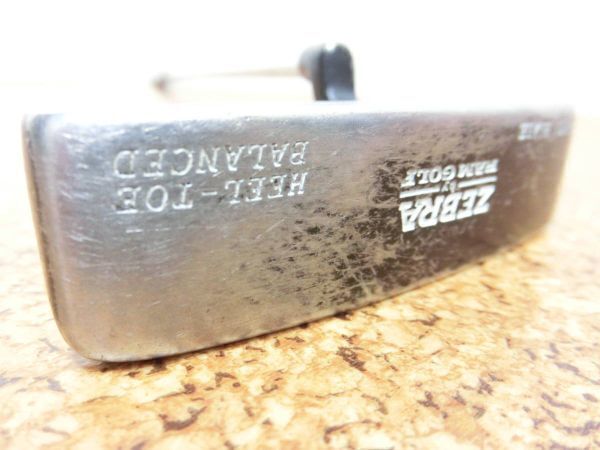 HEEL-TOE
BALANCED
ZEBRA
by
RAM GOLF